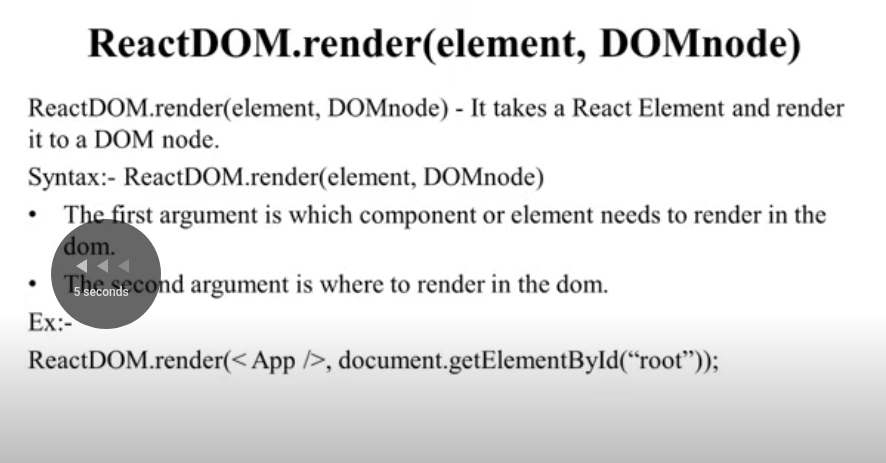 ReactDOM.render(element, DOMnode)
ReactDOM.render(element, DOMnode) - It takes a React Element and render
it to a DOM node.
Syntax:- ReactDOM.render(element, DOMnode)
• The first argument is which component or element needs to render in the
dom.
• The second argument is where to render in the dom.
5 seconds
Ex:-
ReactDOM.render(< App />, document.getElementById(“root”));